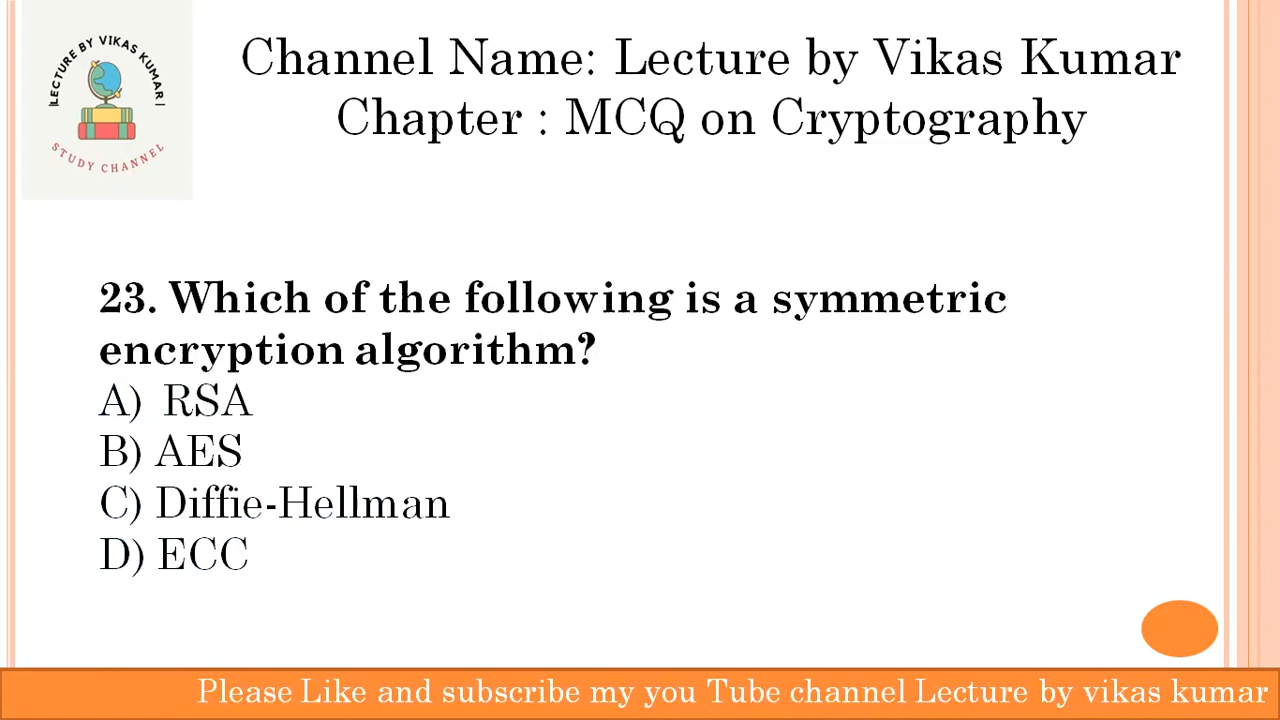 LECTURE BY VIKAS KUMAR
STUDY CHANNEL
Channel Name: Lecture by Vikas Kumar
Chapter : MCQ on Cryptography
23. Which of the following is a symmetric
encryption algorithm?
A) RSA
B) AES
C) Diffie-Hellman
D) ECC
Please Like and subscribe my you Tube channel Lecture by vikas kumar